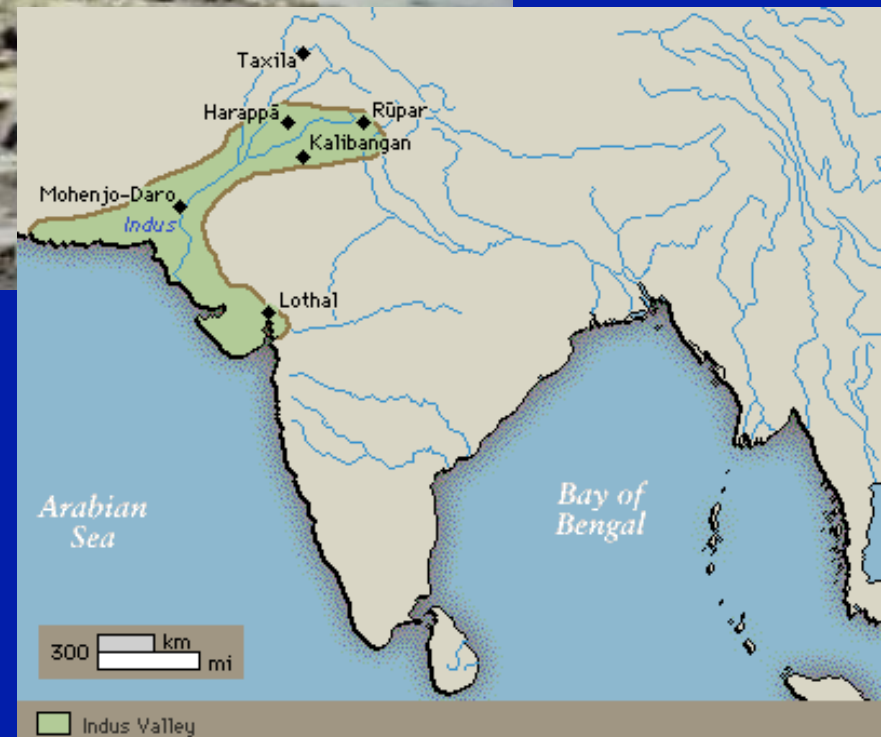 Taxila
Harappā
Rūpar
Kalibangan
Mohenjo-Daro
Indus
Lothal
Arabian
Sea
Bay of
Bengal
300 km
mi
Indus Valley